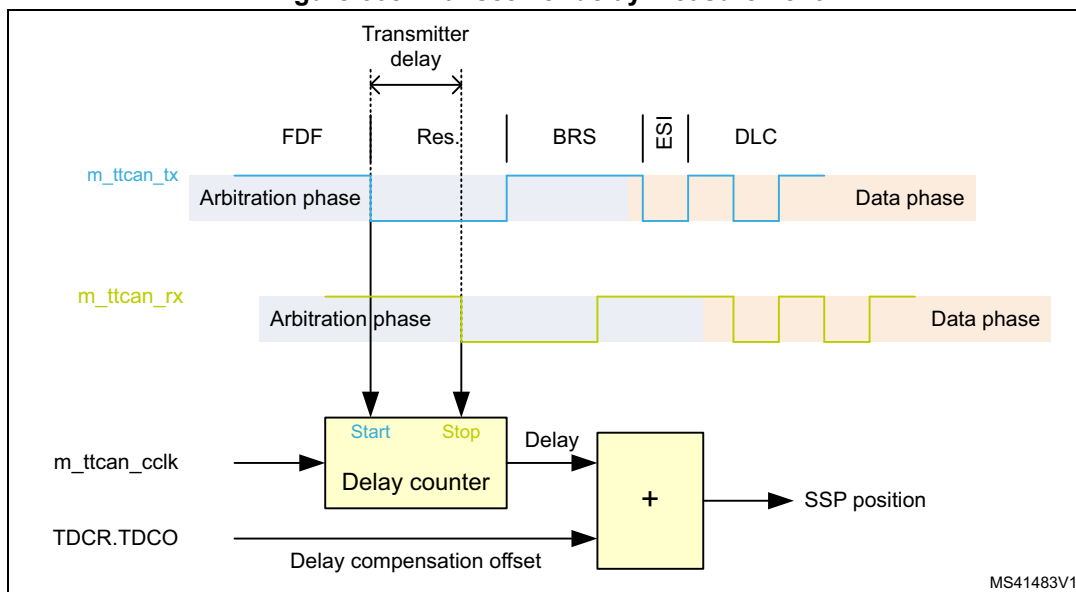 Transmitter
delay
FDF Res. BRS ESI DLC
m_ttcan_tx
Arbitration phase Data phase
m_ttcan_rx
Arbitration phase Data phase
Start Stop
Delay
m_ttcan_cclk
Delay counter
+
SSP position
TDCR.TDCO
Delay compensation offset
MS41483V1